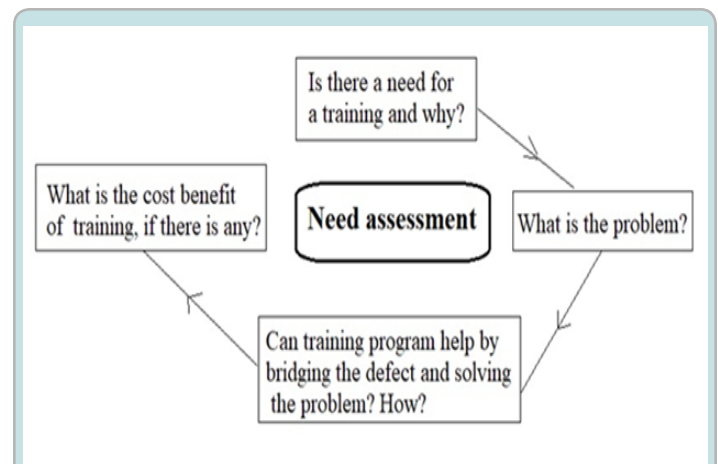 Is there a need for
a training and why?
What is the cost benefit
of training, if there is any?
Need assessment
What is the problem?
Can training program help by
bridging the defect and solving
the problem? How?